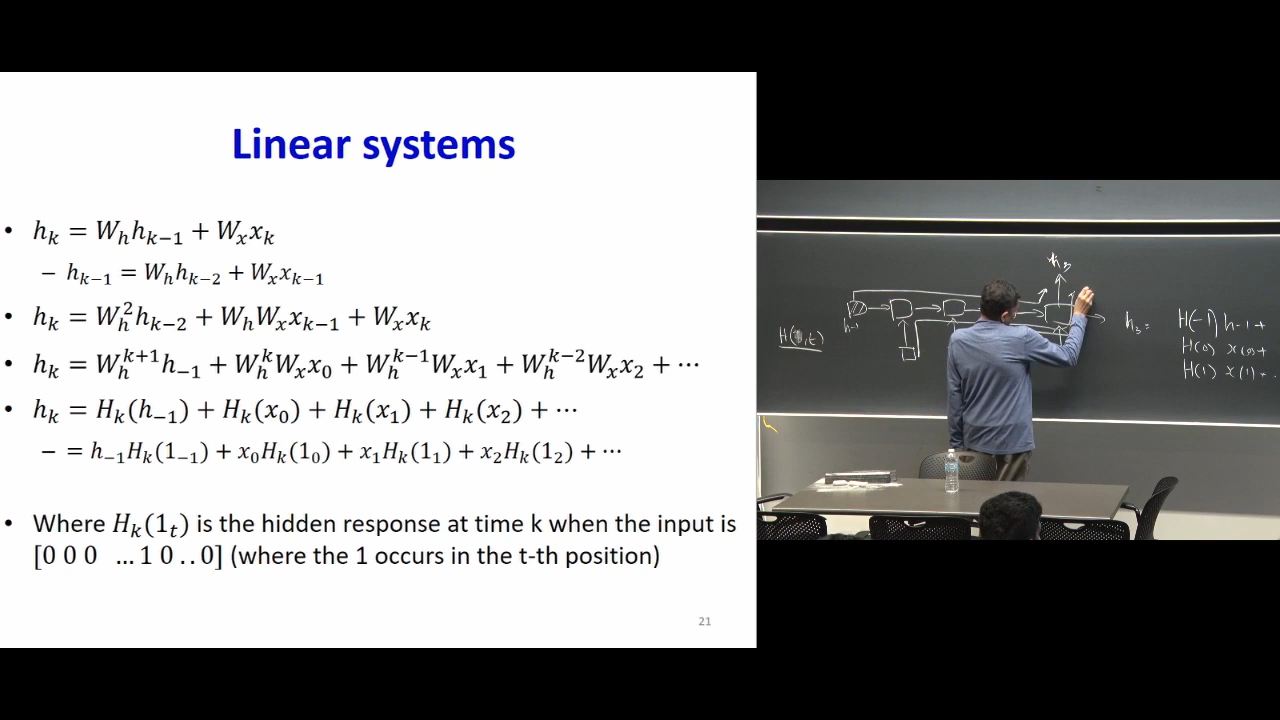 Linear systems
• h_k = W_h h_{k−1} + W_x x_k
– h_{k−1} = W_h h_{k−2} + W_x x_{k−1}
• h_k = W_h^2 h_{k−2} + W_h W_x x_{k−1} + W_x x_k
• h_k = W_h^{k+1} h_{−1} + W_h^k W_x x_0 + W_h^{k−1} W_x x_1 + W_h^{k−2} W_x x_2 + ⋯
• h_k = H_k(h_{−1}) + H_k(x_0) + H_k(x_1) + H_k(x_2) + ⋯
– = h_{−1} H_k(1_{−1}) + x_0 H_k(1_0) + x_1 H_k(1_1) + x_2 H_k(1_2) + ⋯
• Where H_k(1_t) is the hidden response at time k when the input is
[0 0 0 … 1 0 . . 0] (where the 1 occurs in the t-th position)
21
h-1
h_3 =
H(-1) h-1 +
H(0) x(0) +
H(1) x(1) + . .